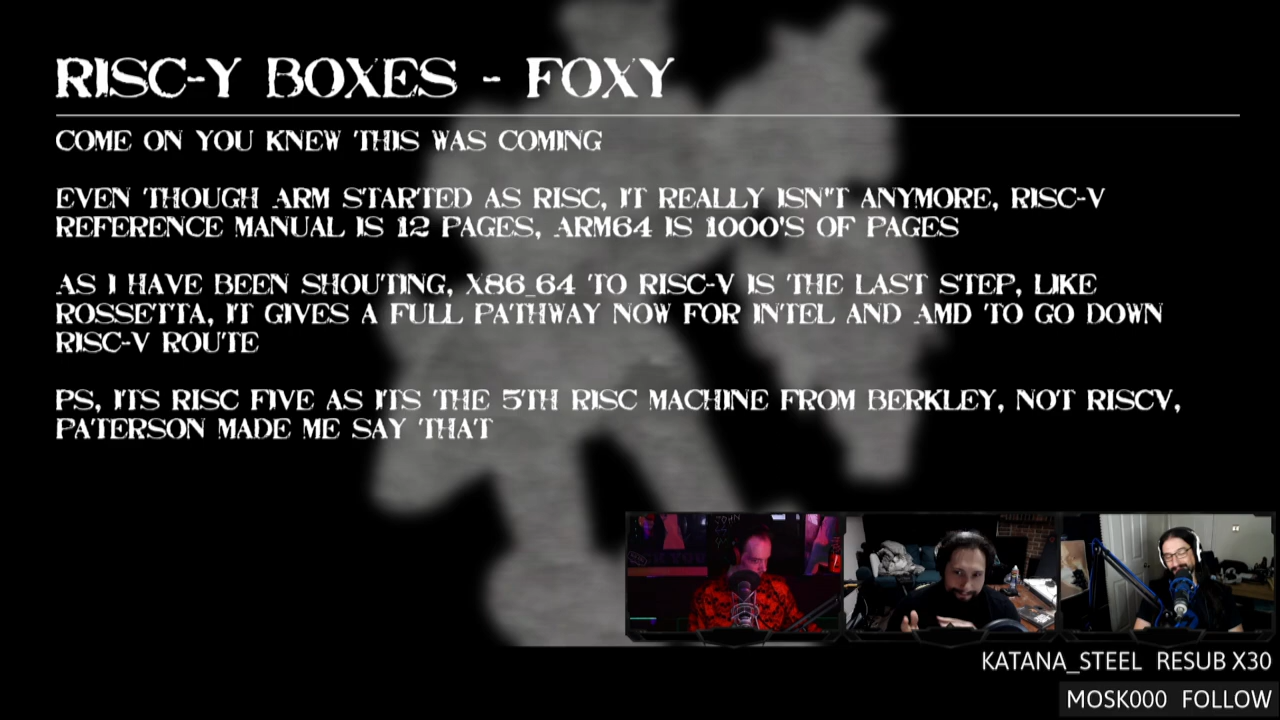 RISC-Y BOXES - FOXY
COME ON YOU KNEW THIS WAS COMING
EVEN THOUGH ARM STARTED AS RISC, IT REALLY ISN'T ANYMORE, RISC-V
REFERENCE MANUAL IS 12 PAGES, ARM64 IS 1000'S OF PAGES
AS I HAVE BEEN SHOUTING, X86_64 TO RISC-V IS THE LAST STEP, LIKE
ROSSETTA, IT GIVES A FULL PATHWAY NOW FOR INTEL AND AMD TO GO DOWN
RISC-V ROUTE
PS, ITS RISC FIVE AS ITS THE 5TH RISC MACHINE FROM BERKLEY, NOT RISCV,
PATERSON MADE ME SAY THAT
KATANA_STEEL RESUB X30
MOSK000 FOLLOW